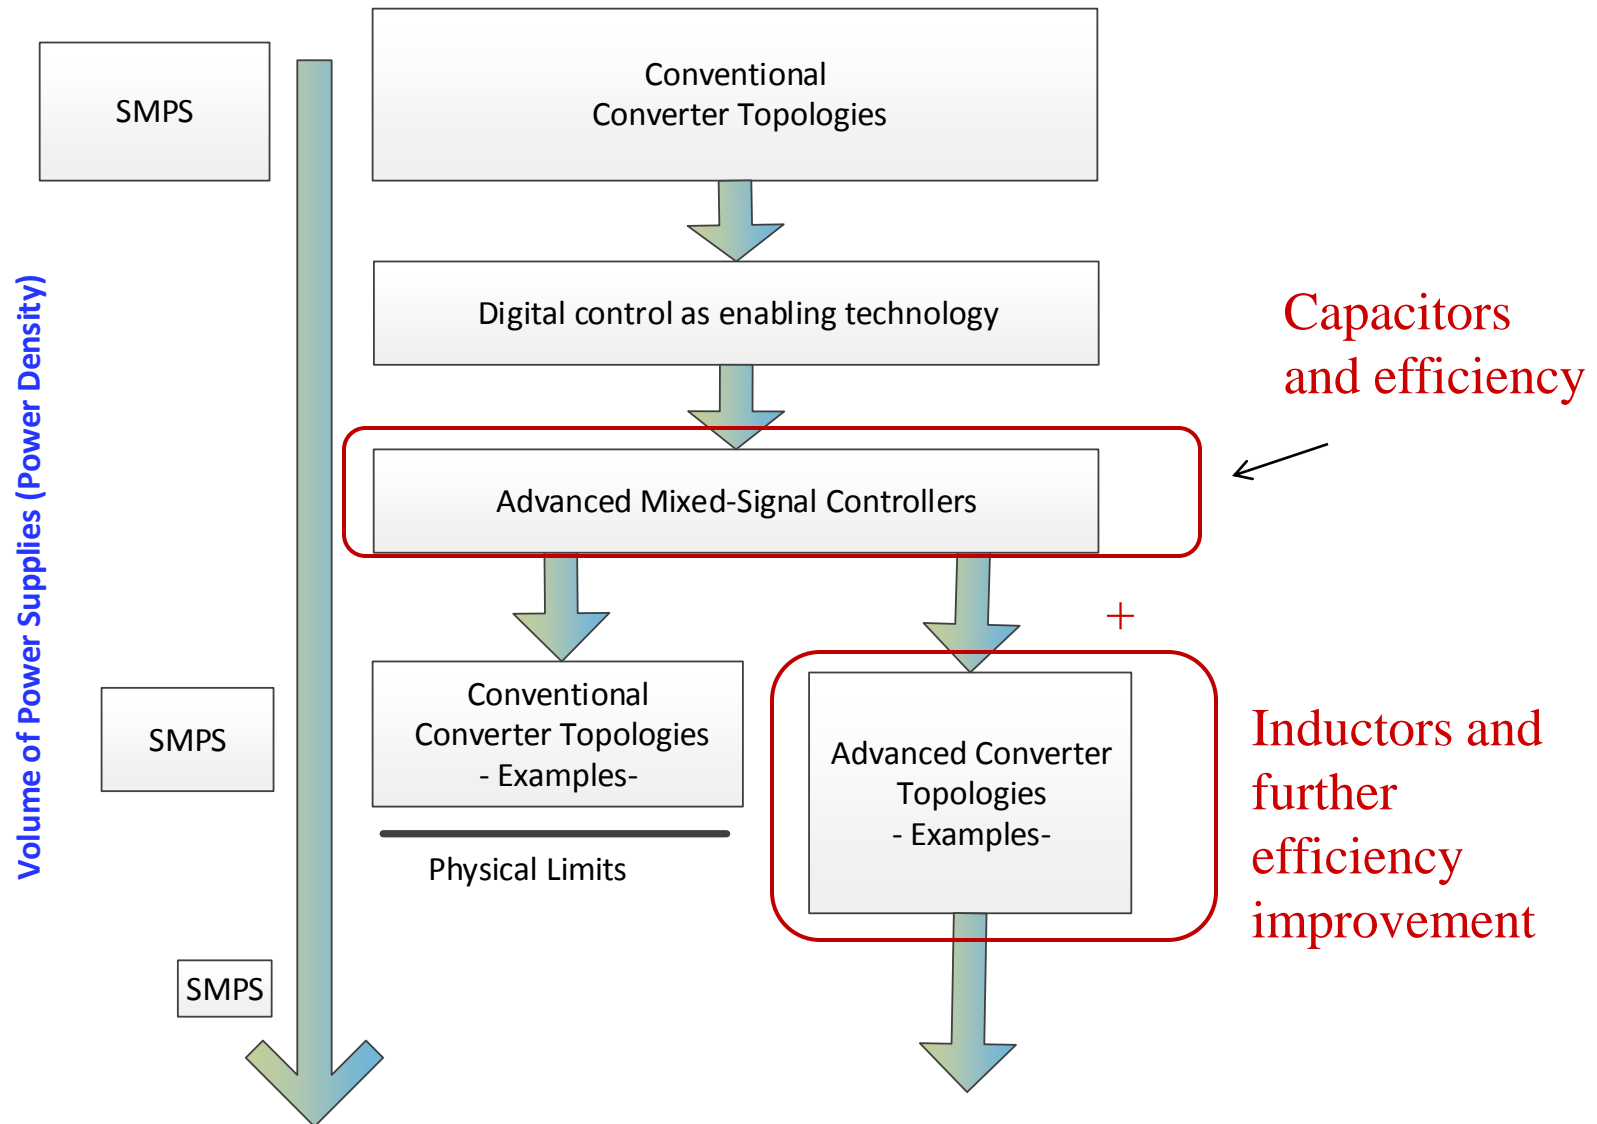 SMPS
Conventional
Converter Topologies
Digital control as enabling technology
Capacitors
and efficiency
Advanced Mixed-Signal Controllers
Volume of Power Supplies (Power Density)
+
SMPS
Conventional
Converter Topologies
- Examples-
Physical Limits
Advanced Converter
Topologies
- Examples-
Inductors and
further
efficiency
improvement
SMPS